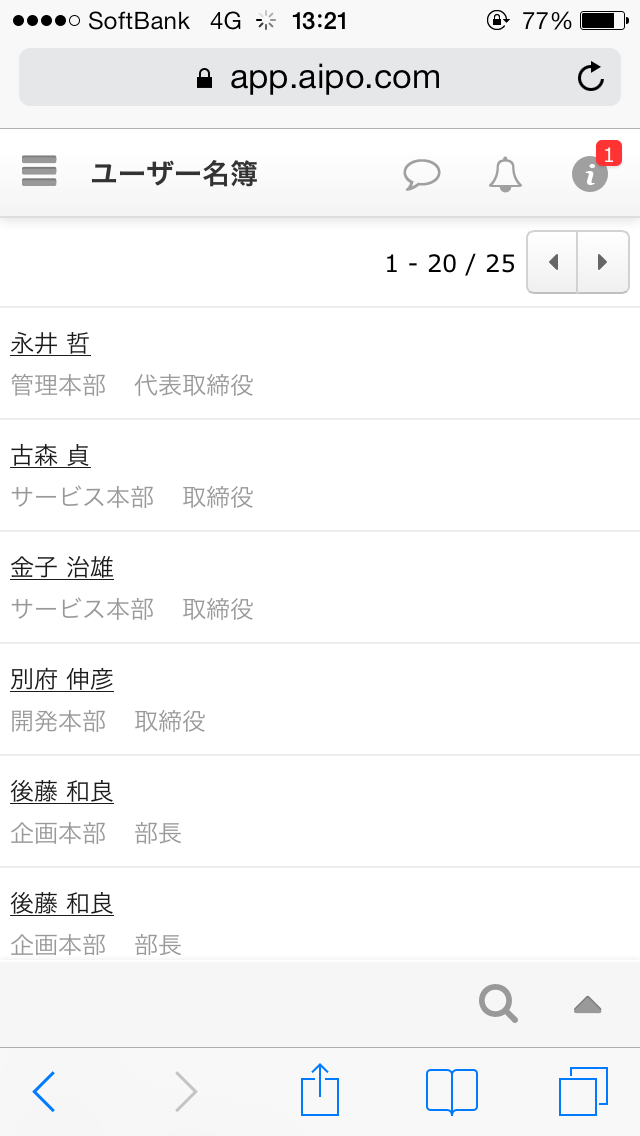 SoftBank 4G 13:21 77%
app.aipo.com
ユーザー名簿 1
1 - 20 / 25
永井 哲
管理本部 代表取締役
古森 貞
サービス本部 取締役
金子 治雄
サービス本部 取締役
別府 伸彦
開発本部 取締役
後藤 和良
企画本部 部長
後藤 和良
企画本部 部長